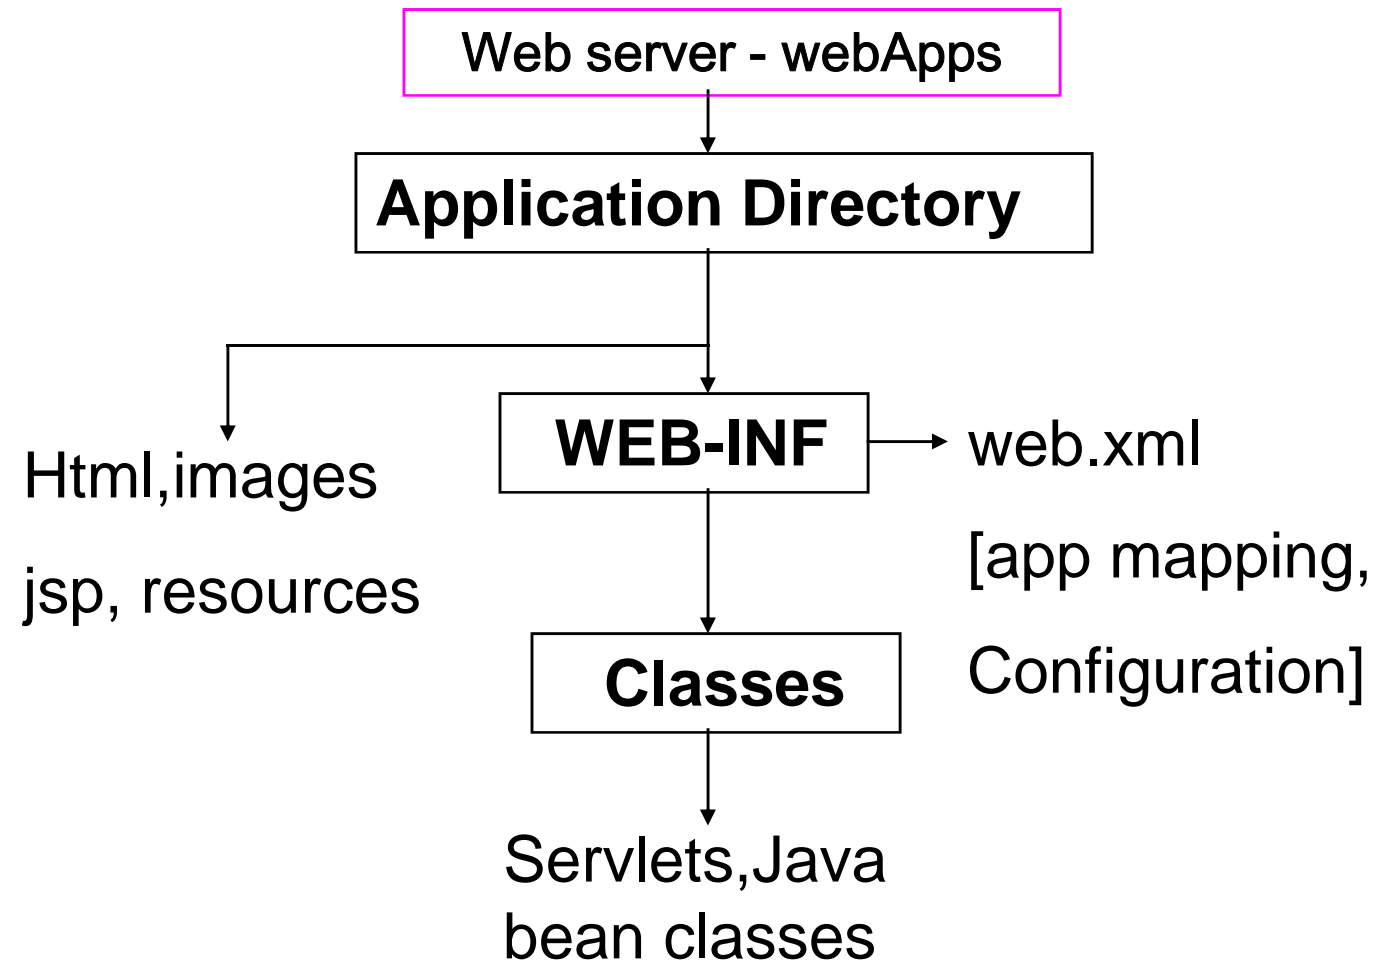 Web server - webApps
Application Directory
Html,images
jsp, resources
WEB-INF
web.xml
[app mapping,
Configuration]
Classes
Servlets,Java
bean classes